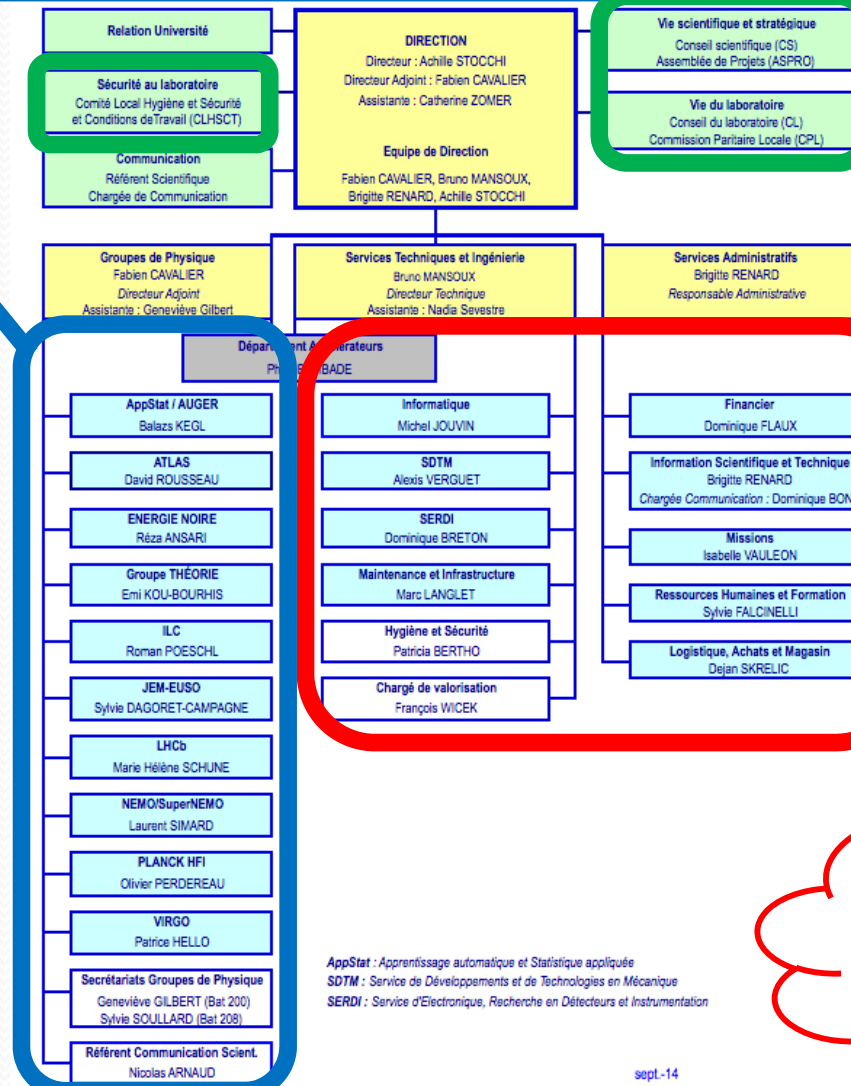 Relation Université
Sécurité au laboratoire
Comité Local Hygiène et Sécurité
et Conditions deTravail (CLHSCT)
Communication
Référent Scientifique
Chargée de Communication
DIRECTION
Directeur : Achille STOCCHI
Directeur Adjoint : Fabien CAVALIER
Assistante : Catherine ZOMER
Equipe de Direction
Fabien CAVALIER, Bruno MANSOUX,
Brigitte RENARD, Achille STOCCHI
Vie scientifique et stratégique
Conseil scientifique (CS)
Assemblée de Projets (ASPRO)
Vie du laboratoire
Conseil du laboratoire (CL)
Commission Paritaire Locale (CPL)
Groupes de Physique
Fabien CAVALIER
Directeur Adjoint
Assistante : Geneviève Gilbert
Services Techniques et Ingénierie
Bruno MANSOUX
Directeur Technique
Assistante : Nadia Sevestre
Services Administratifs
Brigitte RENARD
Responsable Administrative
AppStat / AUGER
Balazs KEGL
ATLAS
David ROUSSEAU
ENERGIE NOIRE
Réza ANSARI
Groupe THÉORIE
Emi KOU-BOURHIS
ILC
Roman POESCHL
JEM-EUSO
Sylvie DAGORET-CAMPAGNE
LHCb
Marie Hélène SCHUNE
NEMO/SuperNEMO
Laurent SIMARD
PLANCK HFI
Olivier PERDEREAU
VIRGO
Patrice HELLO
Secrétariats Groupes de Physique
Geneviève GILBERT (Bat 200)
Sylvie SOULLARD (Bat 208)
Référent Communication Scient.
Nicolas ARNAUD
Informatique
Michel JOUVIN
SDTM
Alexis VERGUET
SERDI
Dominique BRETON
Maintenance et Infrastructure
Marc LANGLET
Hygiène et Sécurité
Patricia BERTHO
Chargé de valorisation
François WICEK
Financier
Dominique FLAUX
Information Scientifique et Technique
Brigitte RENARD
Chargée Communication : Dominique BON
Missions
Isabelle VAULEON
Ressources Humaines et Formation
Sylvie FALCINELLI
Logistique, Achats et Magasin
Dejan SKRELIC
AppStat : Apprentissage automatique et Statistique appliquée
SDTM : Service de Développements et de Technologies en Mécanique
SERDI : Service d'Electronique, Recherche en Détecteurs et Instrumentation
sept.-14